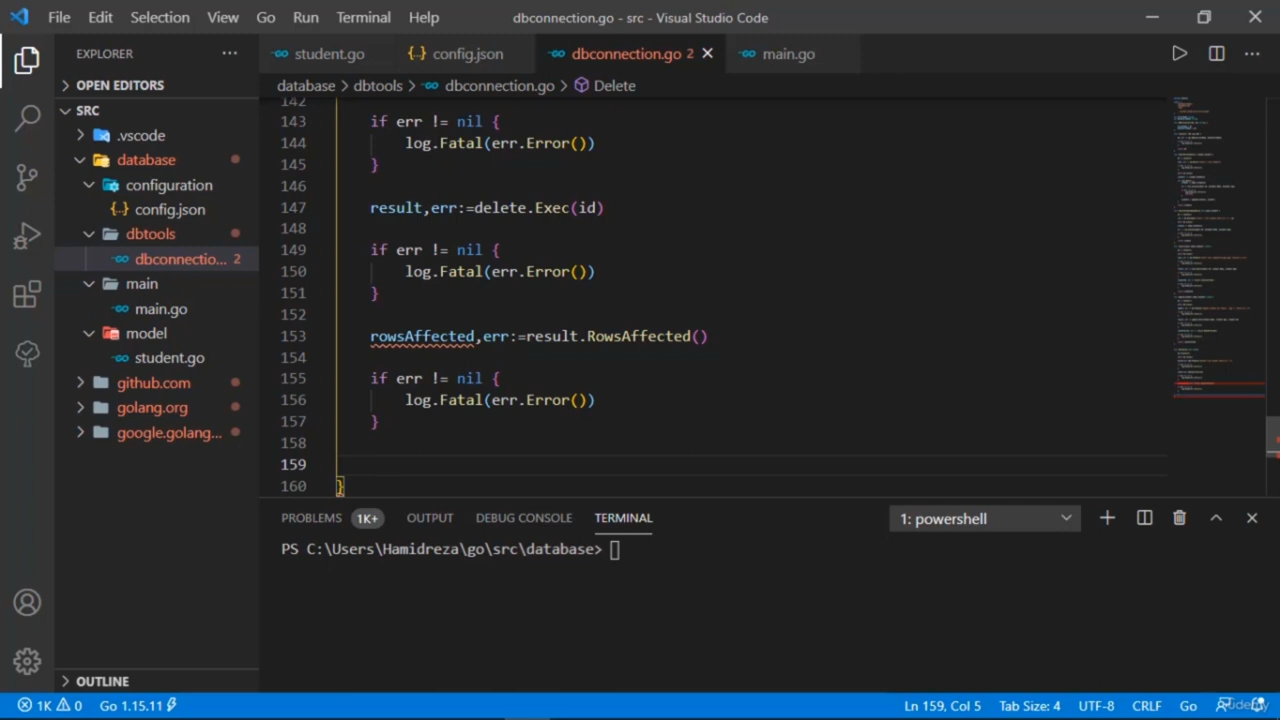 File Edit Selection View Go Run Terminal Help dbconnection.go - src - Visual Studio Code
EXPLORER ···
student.go {..} config.json dbconnection.go 2 main.go
OPEN EDITORS
database > dbtools > dbconnection.go > Delete
SRC
.vscode
database
configuration
{..} config.json
dbtools
dbconnectio... 2
main
main.go
model
student.go
github.com
golang.org
google.golang...
OUTLINE
142
143 if err != nil {
144 log.Fatal(err.Error())
145 }
146
147 result,err:=delete.Exec(id)
148
149 if err != nil {
150 log.Fatal(err.Error())
151 }
152
153 rowsAffected,err:=result.RowsAffected()
154
155 if err != nil {
156 log.Fatal(err.Error())
157 }
158
159
160 }
PROBLEMS 1K+ OUTPUT DEBUG CONSOLE TERMINAL 1: powershell
PS C:\Users\Hamidreza\go\src\database>
1K 0 Go 1.15.11 Ln 159, Col 5 Tab Size: 4 UTF-8 CRLF Go